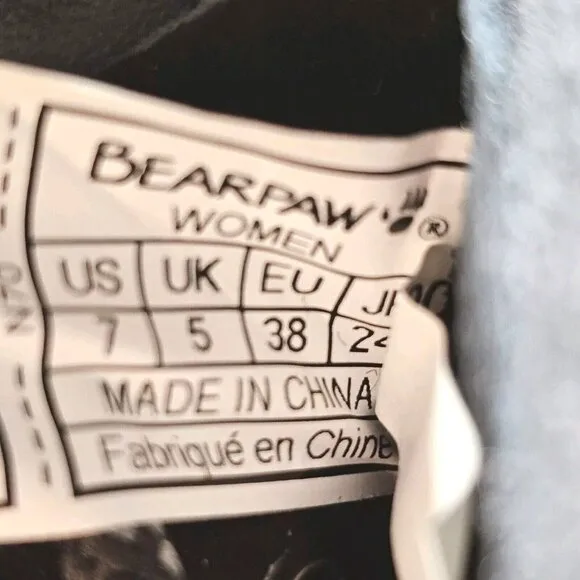 BEARPAW®
WOMEN
US UK EU
7 5 38
MADE IN CHINA
Fabriqué en Chine